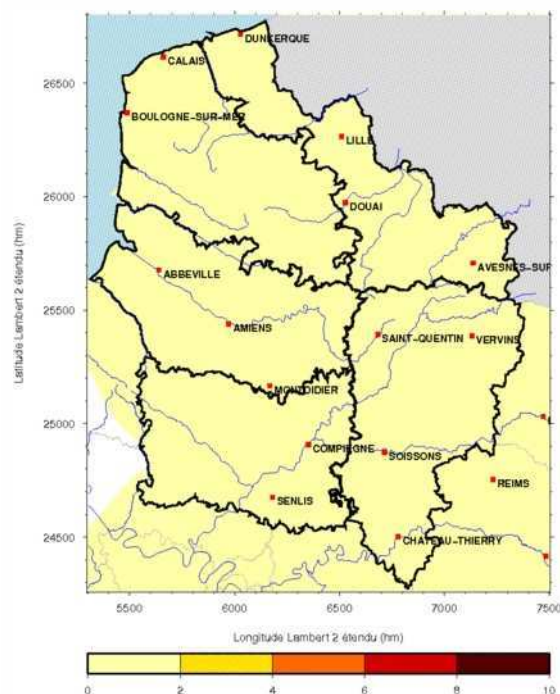 DUNKERQUE
CALAIS
26500
BOULOGNE-SUR-MER
LILLE
26000
DOUAI
AVESNES-SUR
ABBEVILLE
25500
AMIENS
SAINT-QUENTIN
VERVINS
MONTDIDIER
25000
COMPIEGNE
SOISSONS
REIMS
SENLIS
24500
CHATEAU-THIERRY
Latitude Lambert 2 étendu (hm)
5500 6000 6500 7000 7500
Longitude Lambert 2 étendu (hm)
0 2 4 6 8 10